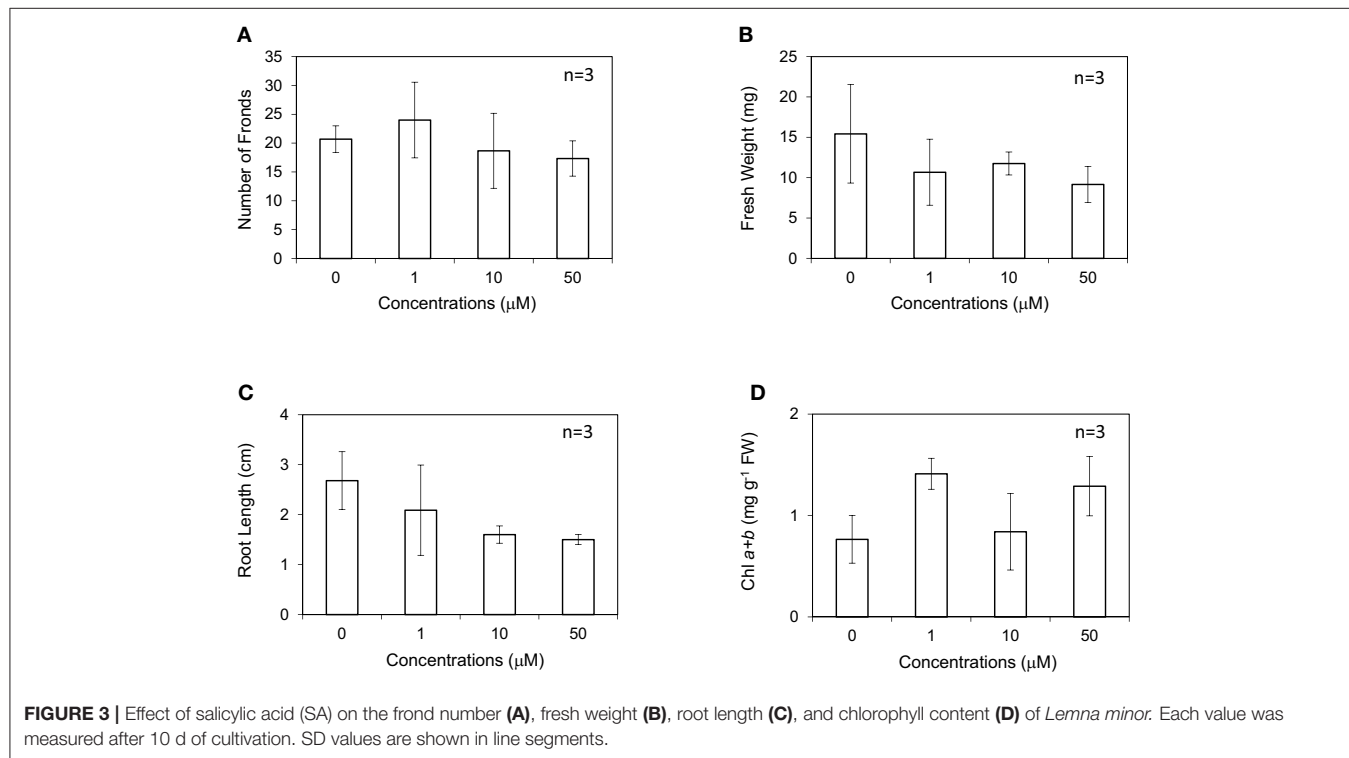 A
n=3
35
30
25
20
15
10
5
0
Number of Fronds
0 1 10 50
Concentrations (μM)
B
n=3
25
20
15
10
5
0
Fresh Weight (mg)
0 1 10 50
Concentrations (μM)
C
n=3
4
3
2
1
0
Root Length (cm)
0 1 10 50
Concentrations (μM)
D
n=3
2
1
0
Chl a+b (mg g⁻¹ FW)
0 1 10 50
Concentrations (μM)
FIGURE 3 | Effect of salicylic acid (SA) on the frond number (A), fresh weight (B), root length (C), and chlorophyll content (D) of Lemna minor. Each value was
measured after 10 d of cultivation. SD values are shown in line segments.